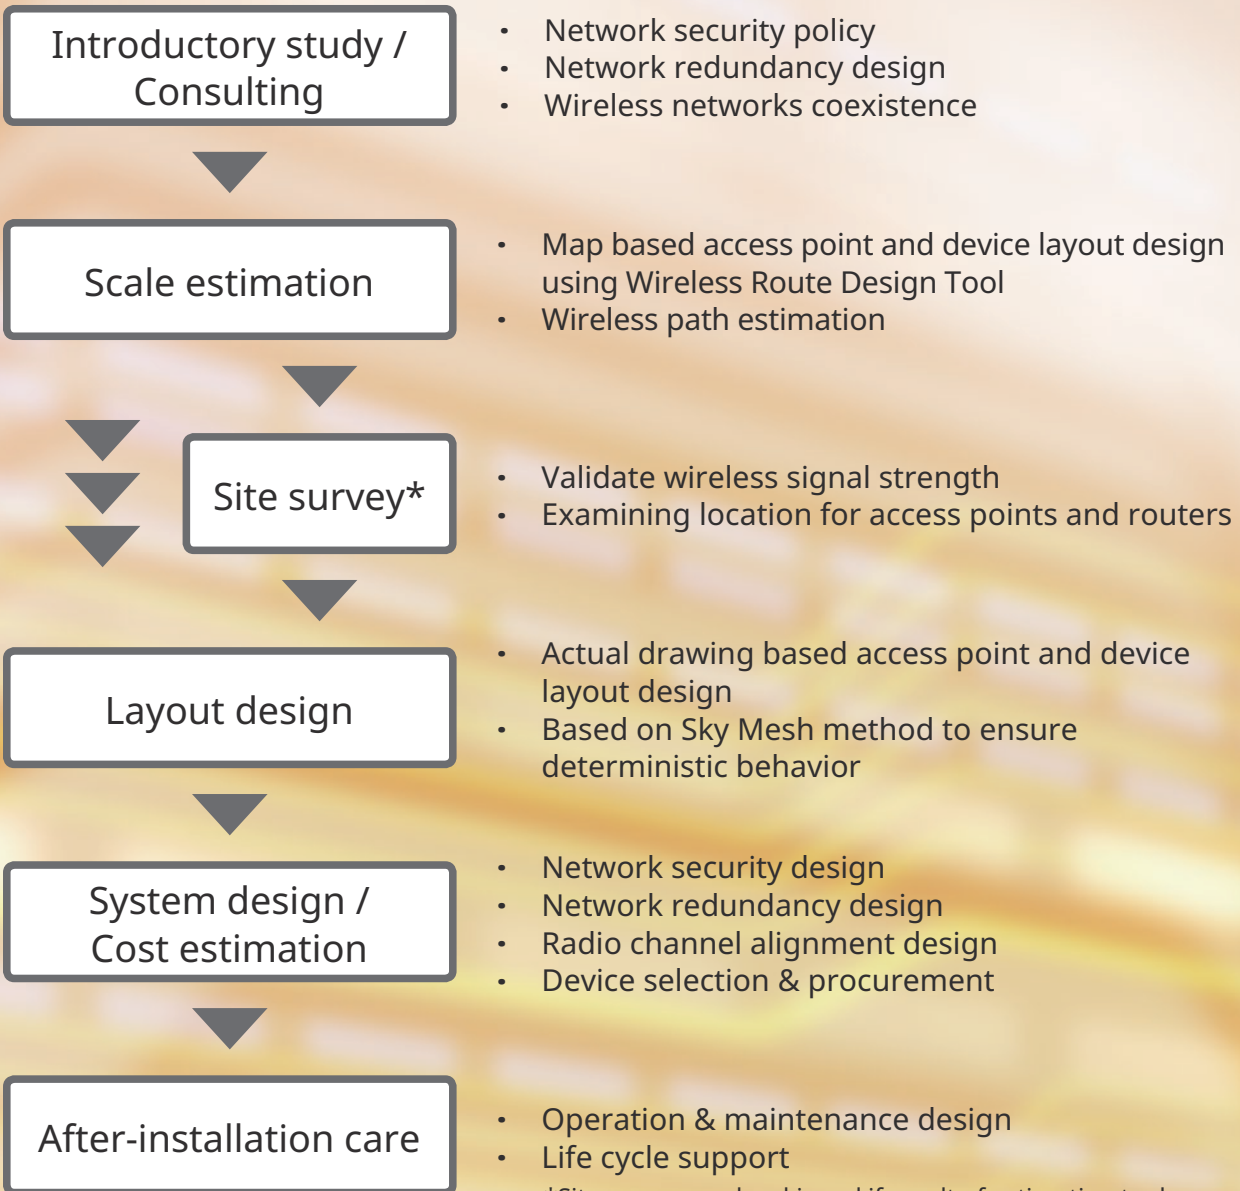 Introductory study /
Consulting
· Network security policy
· Network redundancy design
· Wireless networks coexistence
Scale estimation
· Map based access point and device layout design
using Wireless Route Design Tool
· Wireless path estimation
Site survey*
· Validate wireless signal strength
· Examining location for access points and routers
Layout design
· Actual drawing based access point and device
layout design
· Based on Sky Mesh method to ensure
deterministic behavior
System design /
Cost estimation
· Network security design
· Network redundancy design
· Radio channel alignment design
· Device selection & procurement
After-installation care
· Operation & maintenance design
· Life cycle support